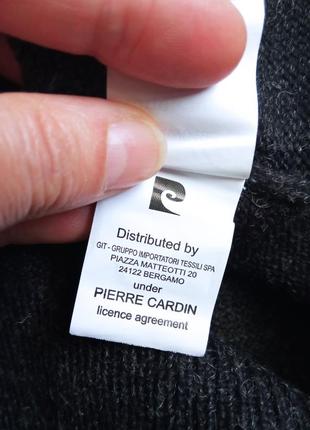 Distributed by
GIT - GRUPPO IMPORTATORI TESSILI SPA
PIAZZA MATTEOTTI 20
24122 BERGAMO
under
PIERRE CARDIN
licence agreement